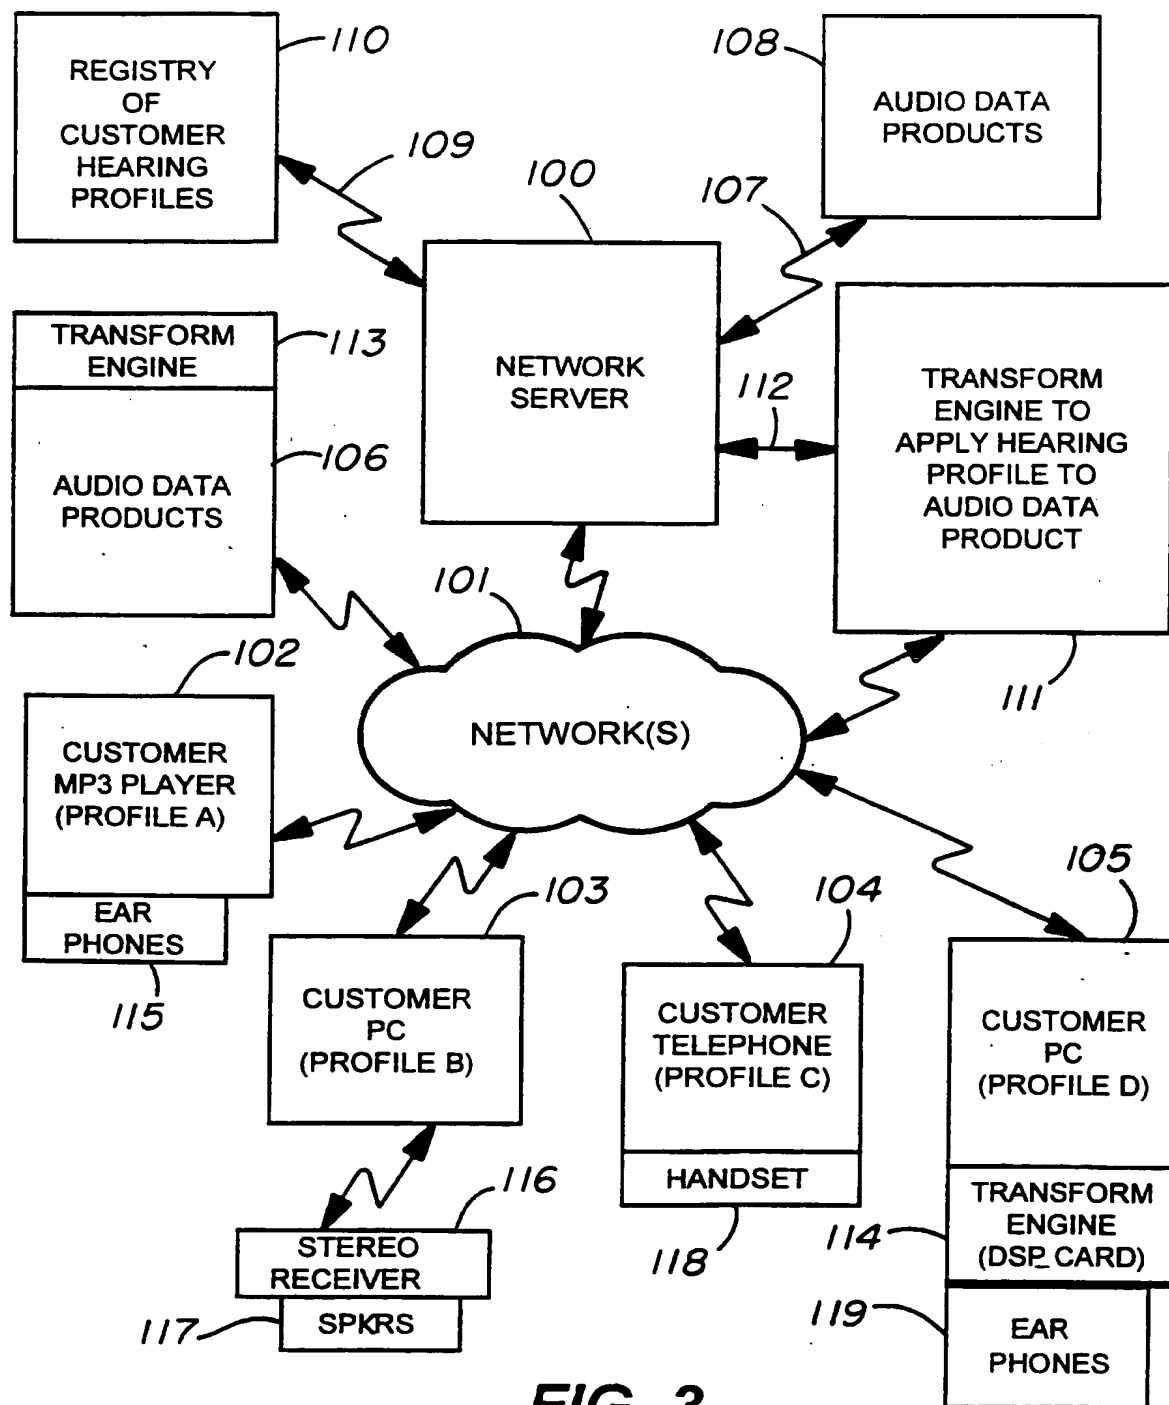 110
REGISTRY
OF
CUSTOMER
HEARING
PROFILES
109
108
AUDIO DATA
PRODUCTS
107
100
NETWORK
SERVER
112
TRANSFORM
ENGINE TO
APPLY HEARING
PROFILE TO
AUDIO DATA
PRODUCT
111
TRANSFORM
ENGINE
113
106
AUDIO DATA
PRODUCTS
101
NETWORK(S)
102
CUSTOMER
MP3 PLAYER
(PROFILE A)
EAR
PHONES
115
103
CUSTOMER
PC
(PROFILE B)
116
STEREO
RECEIVER
117
SPKRS
104
CUSTOMER
TELEPHONE
(PROFILE C)
HANDSET
118
105
CUSTOMER
PC
(PROFILE D)
114
TRANSFORM
ENGINE
(DSP CARD)
119
EAR
PHONES